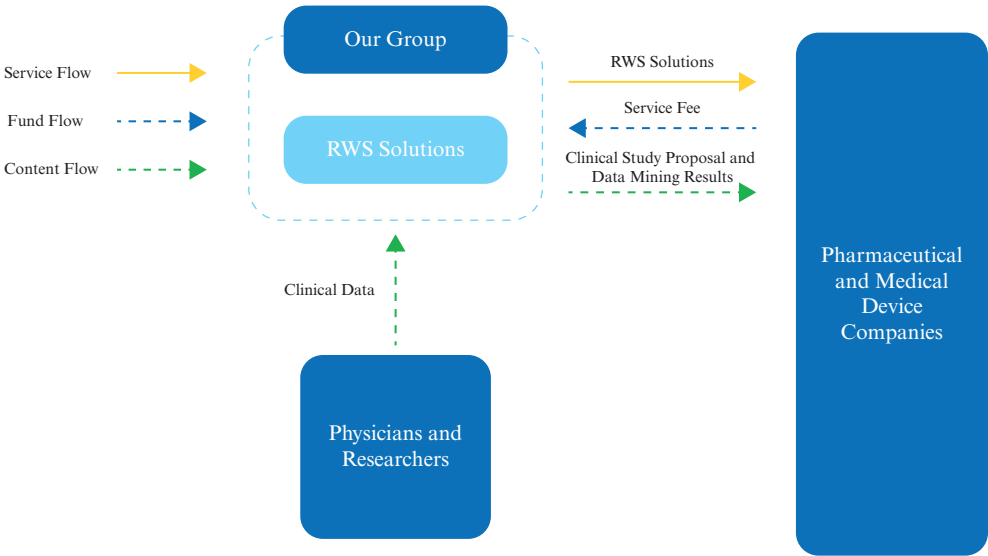 Our Group
RWS Solutions
Service Flow
Fund Flow
Content Flow
RWS Solutions
Service Fee
Clinical Study Proposal and
Data Mining Results
Clinical Data
Physicians and
Researchers
Pharmaceutical
and Medical
Device
Companies